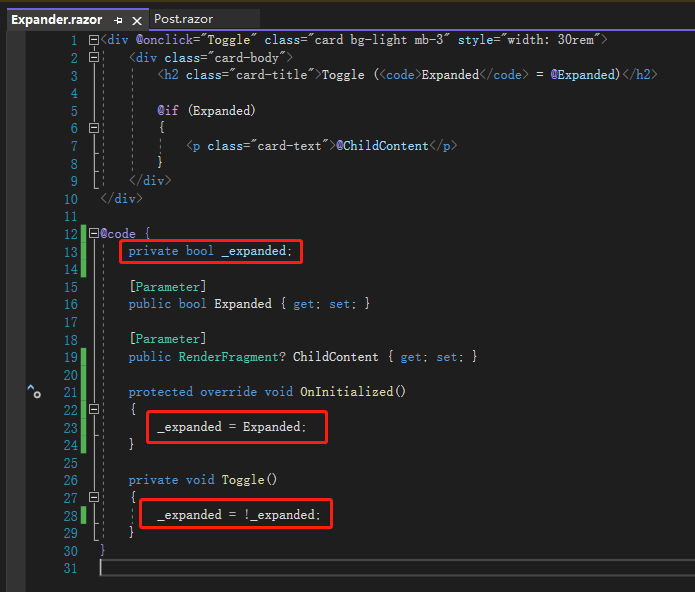 Expander.razor Post.razor
1 <div @onclick="Toggle" class="card bg-light mb-3" style="width: 30rem">
2 <div class="card-body">
3 <h2 class="card-title">Toggle (<code>Expanded</code> = @Expanded)</h2>
4
5 @if (Expanded)
6 {
7 <p class="card-text">@ChildContent</p>
8 }
9 </div>
10 </div>
11
12 @code {
13 private bool _expanded;
14
15 [Parameter]
16 public bool Expanded { get; set; }
17
18 [Parameter]
19 public RenderFragment? ChildContent { get; set; }
20
21 protected override void OnInitialized()
22 {
23 _expanded = Expanded;
24 }
25
26 private void Toggle()
27 {
28 _expanded = !_expanded;
29 }
30 }
31